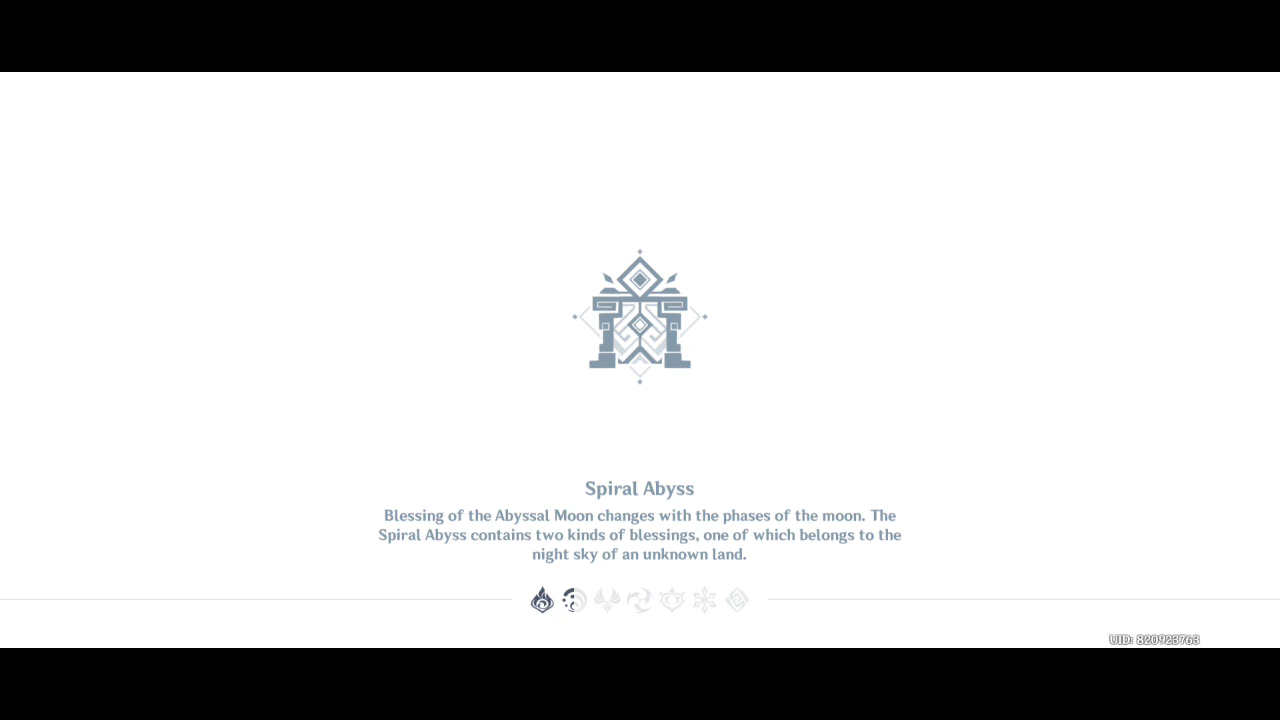 Spiral Abyss
Blessing of the Abyssal Moon changes with the phases of the moon. The
Spiral Abyss contains two kinds of blessings, one of which belongs to the
night sky of an unknown land.
UID: 820923763